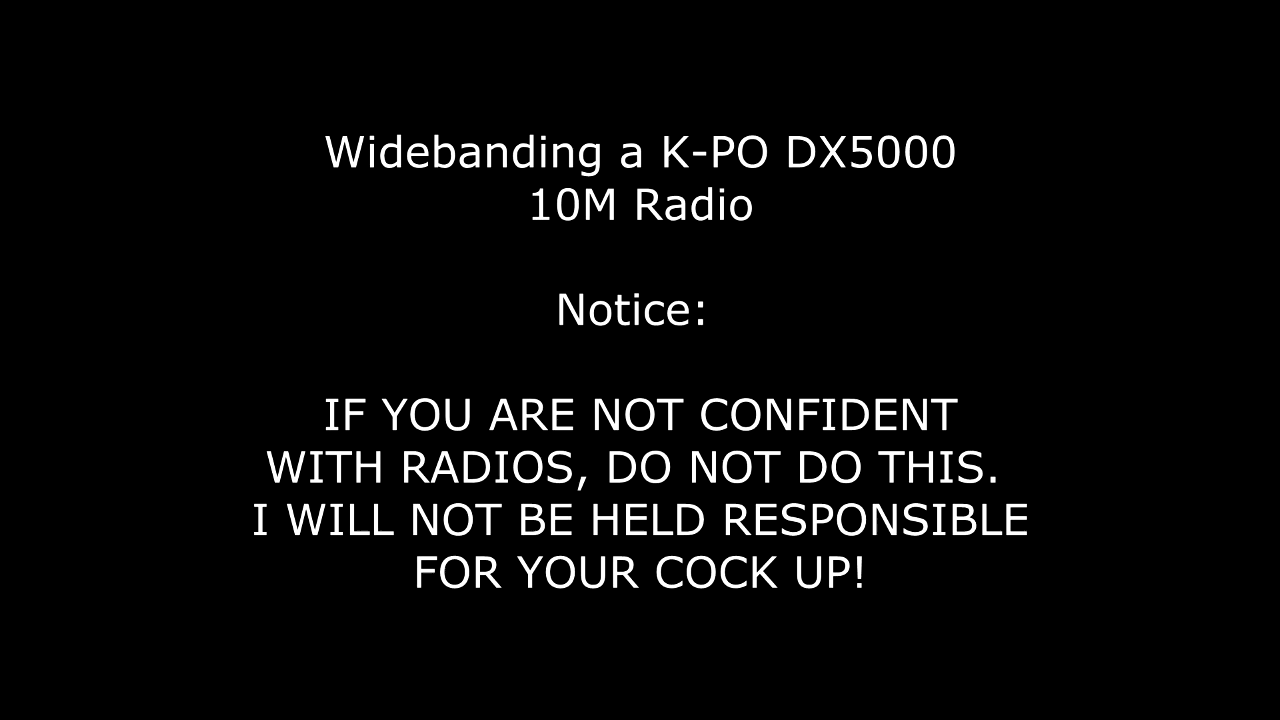 Widebanding a K-PO DX5000
10M Radio
Notice:
IF YOU ARE NOT CONFIDENT
WITH RADIOS, DO NOT DO THIS.
I WILL NOT BE HELD RESPONSIBLE
FOR YOUR COCK UP!